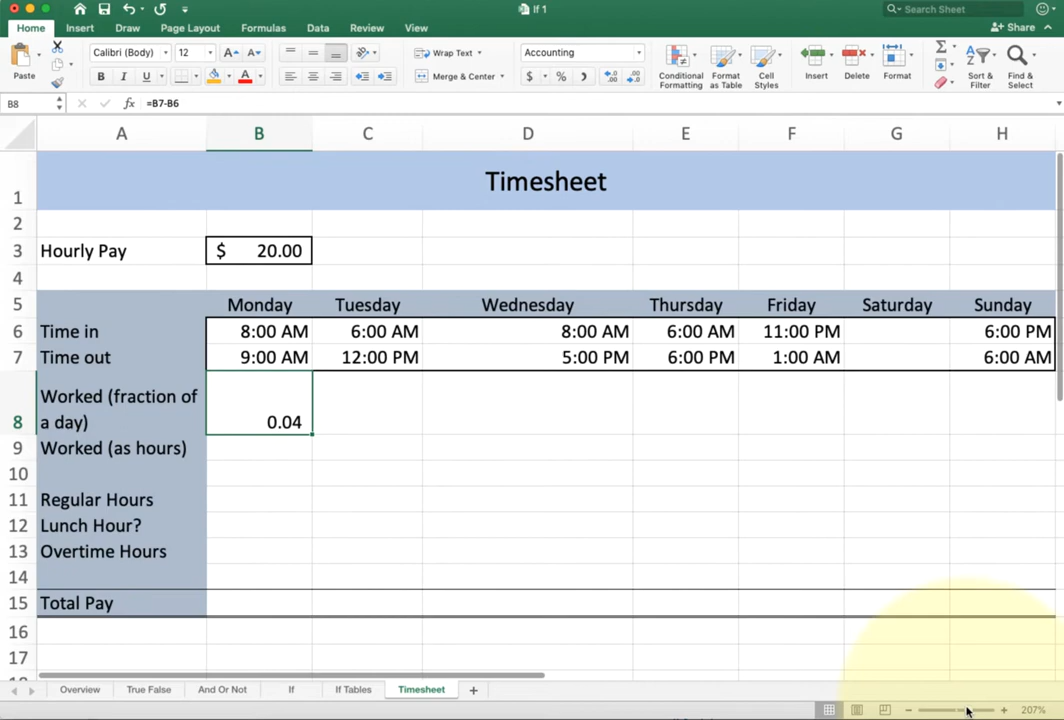 If 1
Search Sheet
Home Insert Draw Page Layout Formulas Data Review View
Share
Paste
Calibri (Body) 12
A A
B I U A
Wrap Text
Merge & Center
Accounting
$ %
Conditional Formatting
Format as Table
Cell Styles
Insert
Delete
Format
Sort & Filter
Find & Select
B8 fx =B7-B6
A B C D E F G H
1 Timesheet
2
3 Hourly Pay $ 20.00
4
5 Monday Tuesday Wednesday Thursday Friday Saturday Sunday
6 Time in 8:00 AM 6:00 AM 8:00 AM 6:00 AM 11:00 PM 6:00 PM
7 Time out 9:00 AM 12:00 PM 5:00 PM 6:00 PM 1:00 AM 6:00 AM
Worked (fraction of
8 a day) 0.04
9 Worked (as hours)
10
11 Regular Hours
12 Lunch Hour?
13 Overtime Hours
14
15 Total Pay
16
17
Overview True False And Or Not If If Tables Timesheet
207%